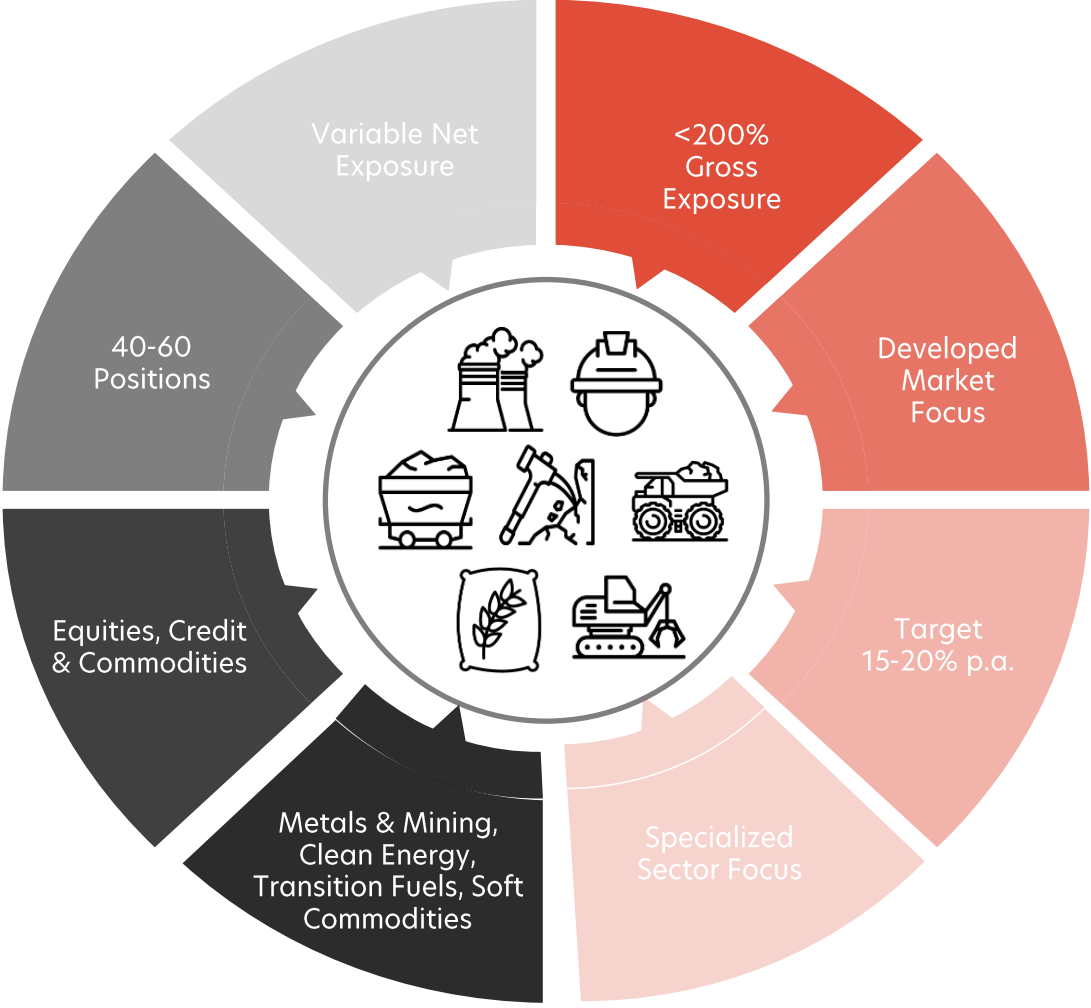 Variable Net
Exposure
<200%
Gross
Exposure
40-60
Positions
Developed
Market
Focus
Equities, Credit
& Commodities
Target
15-20% p.a.
Metals & Mining,
Clean Energy,
Transition Fuels, Soft
Commodities
Specialized
Sector Focus